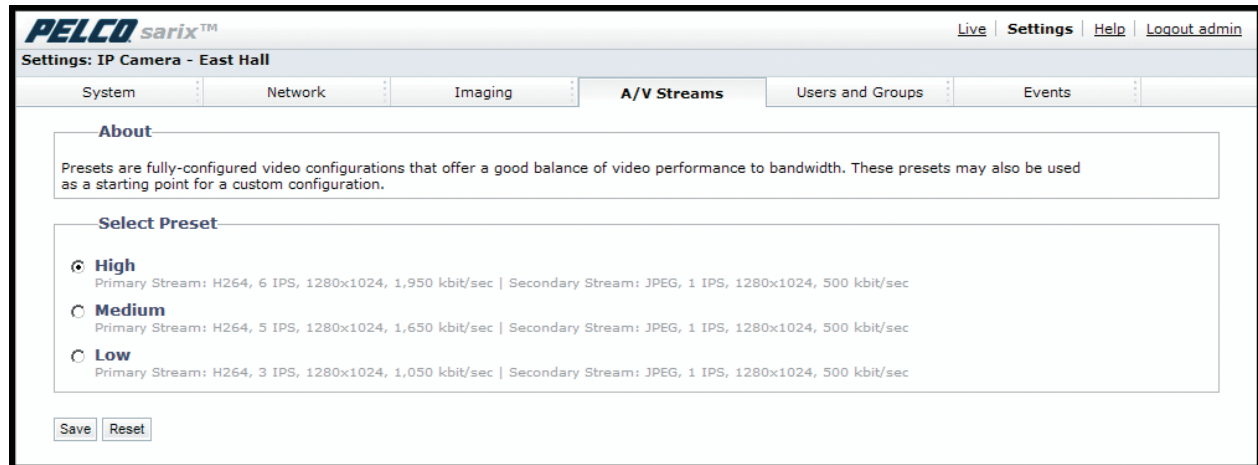 PELCO sarix™
Live | Settings | Help | Logout admin
Settings: IP Camera - East Hall
System Network Imaging A/V Streams Users and Groups Events
About
Presets are fully-configured video configurations that offer a good balance of video performance to bandwidth. These presets may also be used
as a starting point for a custom configuration.
Select Preset
High
Primary Stream: H264, 6 IPS, 1280x1024, 1,950 kbit/sec | Secondary Stream: JPEG, 1 IPS, 1280x1024, 500 kbit/sec
Medium
Primary Stream: H264, 5 IPS, 1280x1024, 1,650 kbit/sec | Secondary Stream: JPEG, 1 IPS, 1280x1024, 500 kbit/sec
Low
Primary Stream: H264, 3 IPS, 1280x1024, 1,050 kbit/sec | Secondary Stream: JPEG, 1 IPS, 1280x1024, 500 kbit/sec
Save Reset